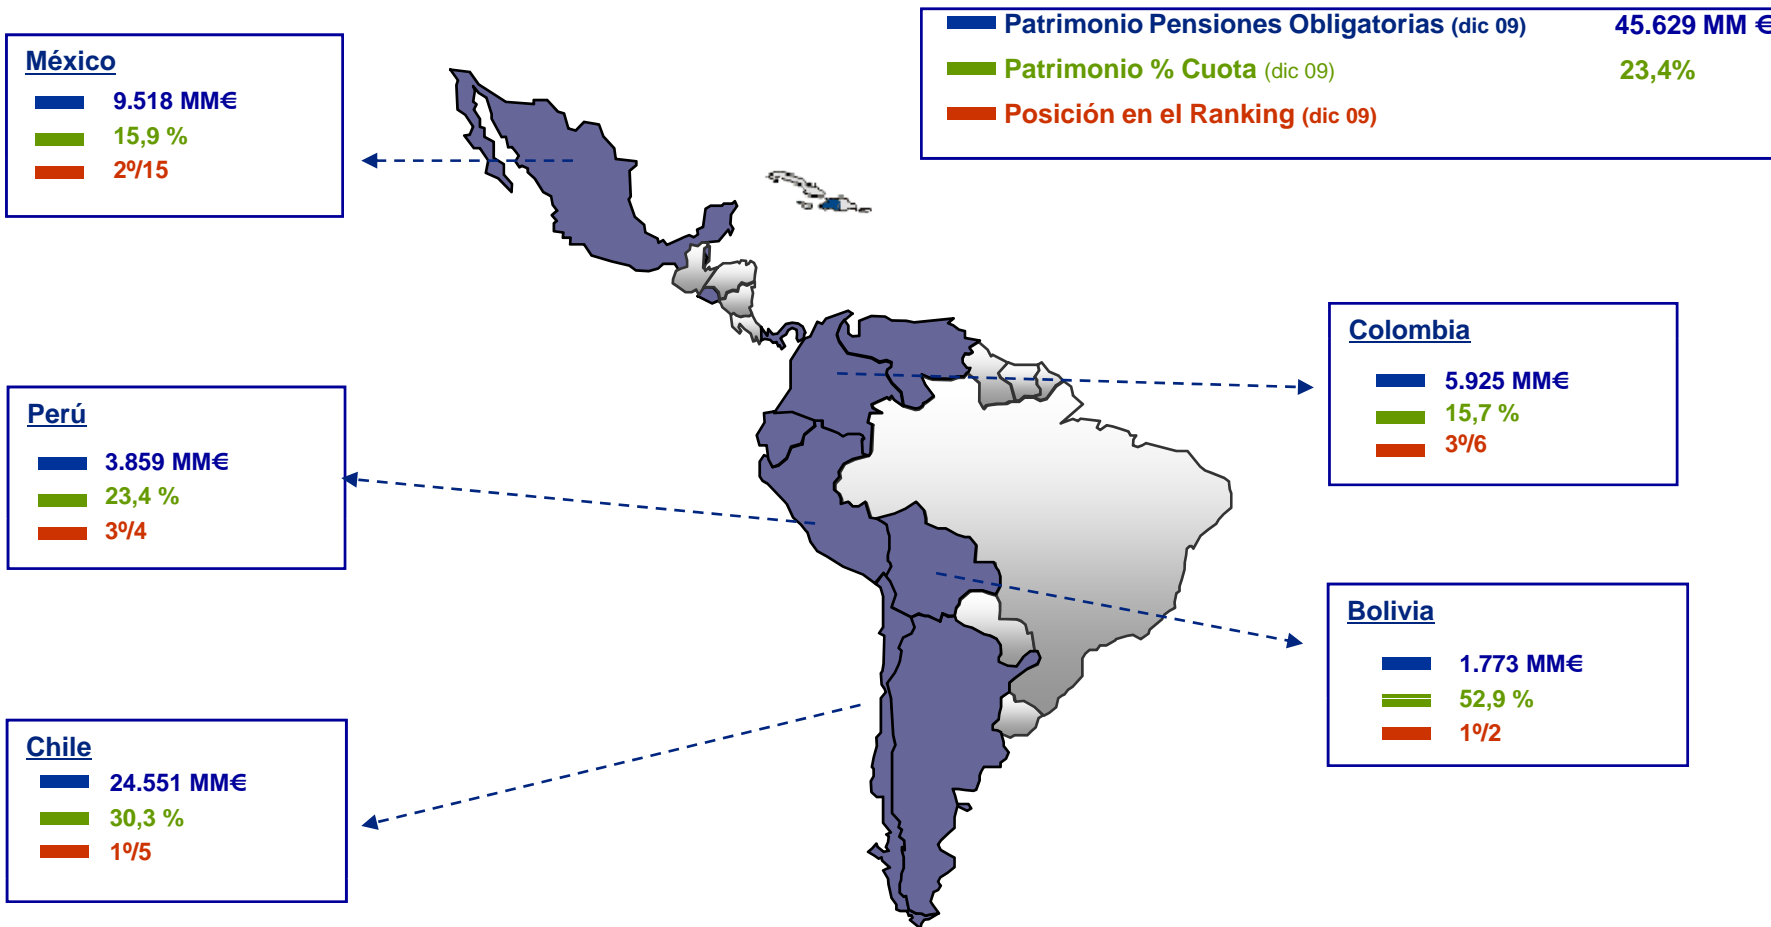 Patrimonio Pensiones Obligatorias (dic 09) 45.629 MM €
Patrimonio % Cuota (dic 09) 23,4%
Posición en el Ranking (dic 09)
México
9.518 MM€
15,9 %
2º/15
Colombia
5.925 MM€
15,7 %
3º/6
Perú
3.859 MM€
23,4 %
3º/4
Bolivia
1.773 MM€
52,9 %
1º/2
Chile
24.551 MM€
30,3 %
1º/5